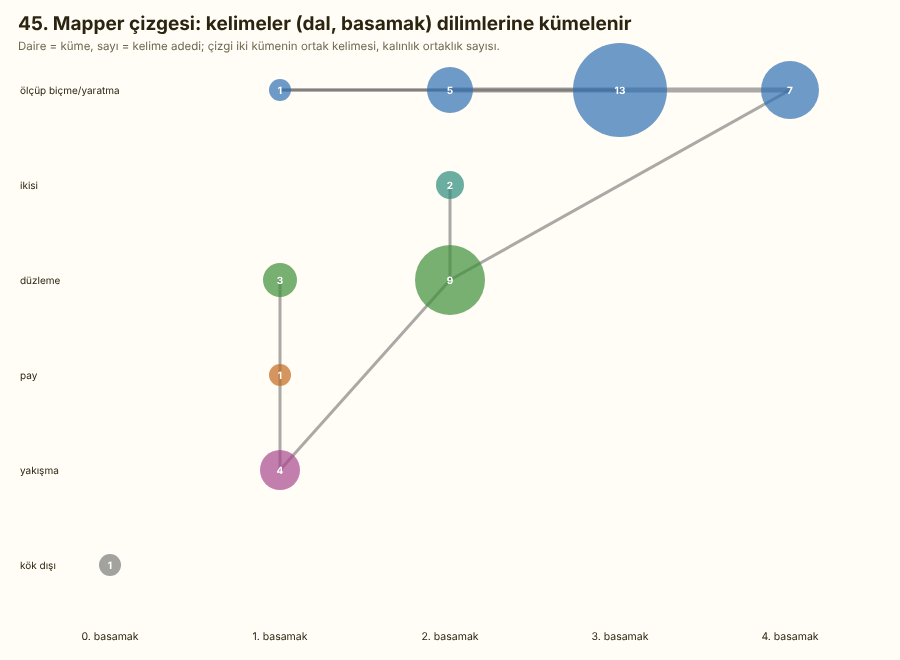 45. Mapper çizgesi: kelimeler (dal, basamak) dilimlerine kümelenir
Daire = küme, sayı = kelime adedi; çizgi iki kümenin ortak kelimesi, kalınlık ortaklık sayısı.
ölçüp biçme/yaratma 1 5 13 7
ikisi 2
düzleme 3 9
pay 1
yakışma 4
kök dışı 1
0. basamak 1. basamak 2. basamak 3. basamak 4. basamak